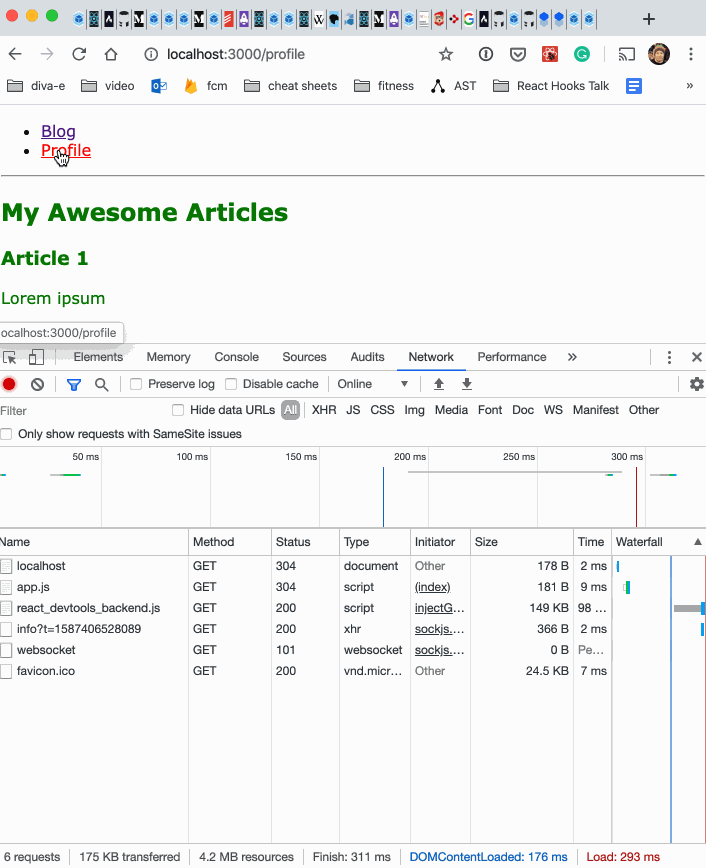 localhost:3000/profile
diva-e video fcm cheat sheets fitness AST React Hooks Talk »
Blog
Profile
My Awesome Articles
Article 1
Lorem ipsum
ocalhost:3000/profile
Elements Memory Console Sources Audits Network Performance »
Preserve log Disable cache Online
Filter Hide data URLs All XHR JS CSS Img Media Font Doc WS Manifest Other
Only show requests with SameSite issues
50 ms 100 ms 150 ms 200 ms 250 ms 300 ms
Name Method Status Type Initiator Size Time Waterfall
localhost GET 304 document Other 178 B 2 ms
app.js GET 304 script (index) 181 B 9 ms
react_devtools_backend.js GET 200 script injectG... 149 KB 98 ...
info?t=1587406528089 GET 200 xhr sockjs.... 366 B 2 ms
websocket GET 101 websocket sockjs.... 0 B Pe...
favicon.ico GET 200 vnd.micr... Other 24.5 KB 7 ms
6 requests 175 KB transferred 4.2 MB resources Finish: 311 ms DOMContentLoaded: 176 ms Load: 293 ms